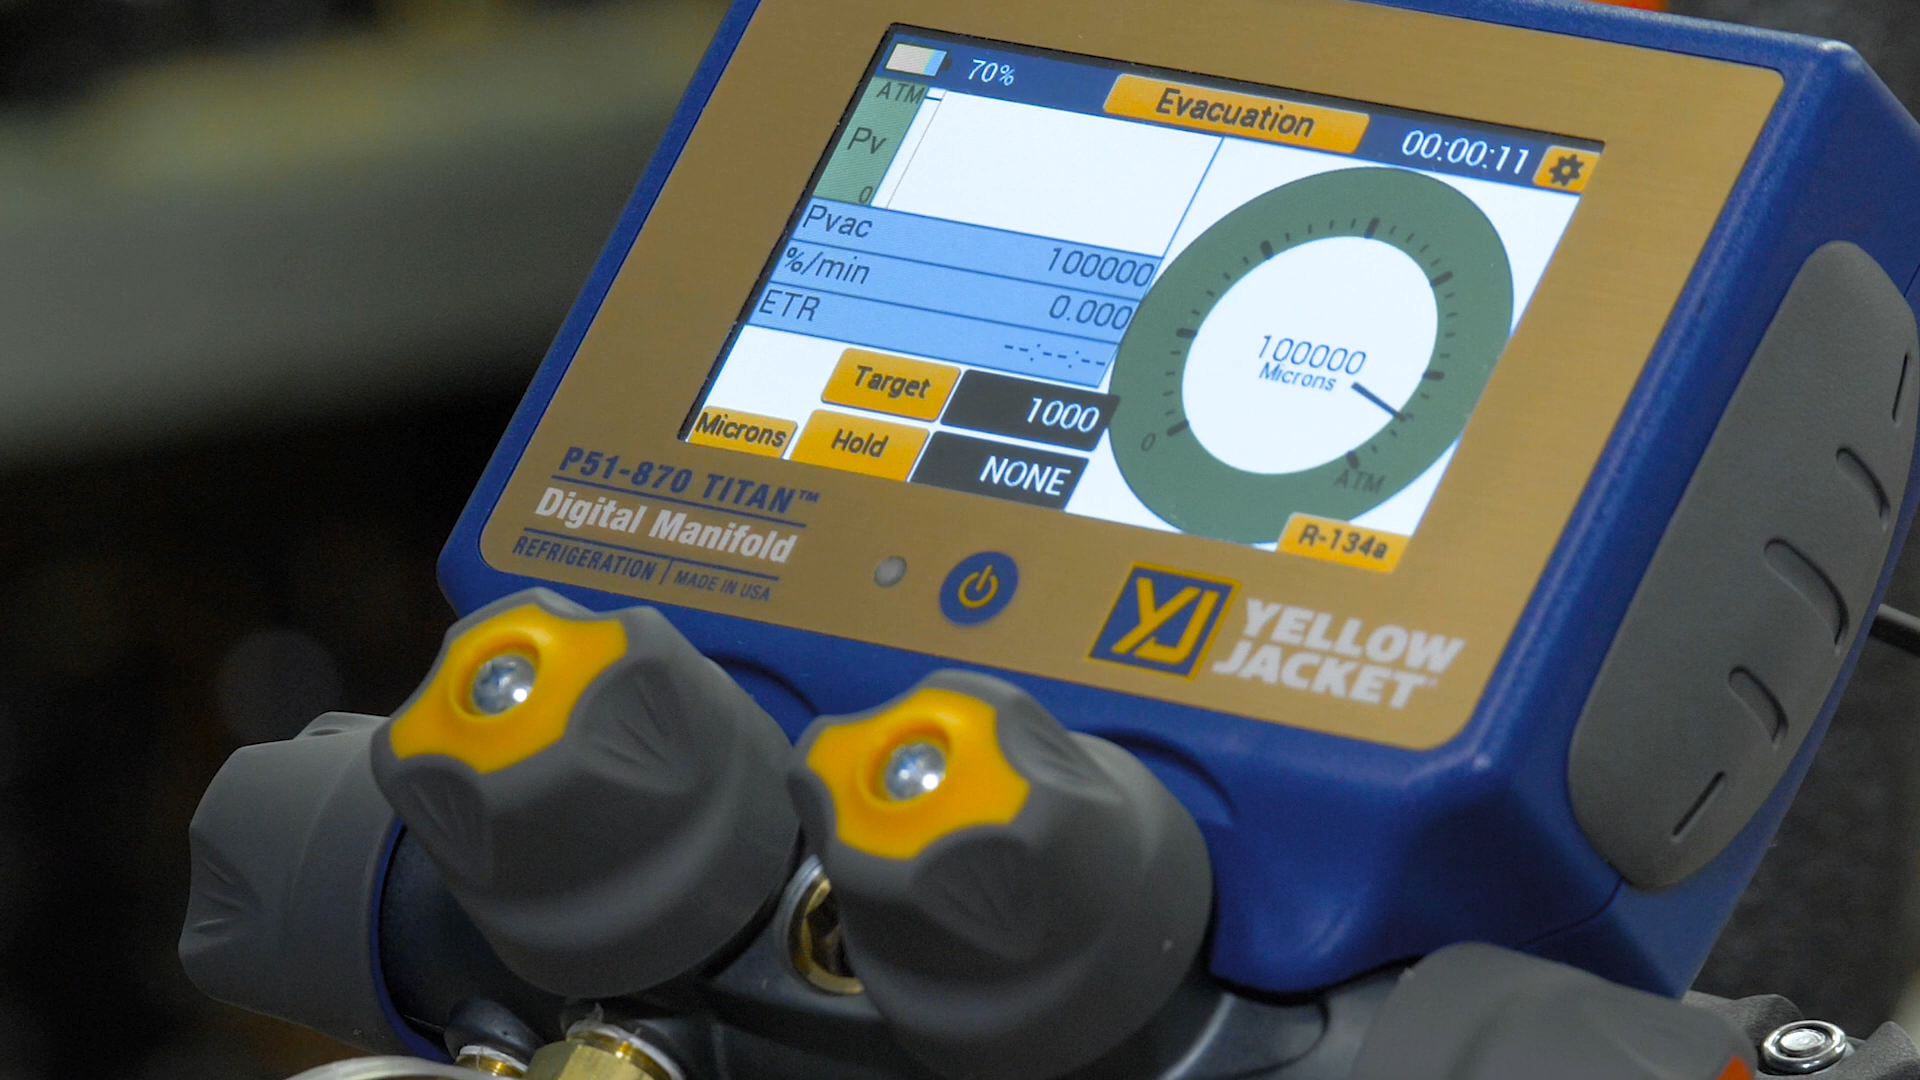 70%
Evacuation
00:00:11
ATM
Pv
0
Pvac
100000
%/min
0.000
ETR
--:--:--
Target
1000
Microns
Hold
NONE
100000
Microns
0
ATM
R-134a
P51-870 TITAN™
Digital Manifold
REFRIGERATION | MADE IN USA
YJ
YELLOW
JACKET